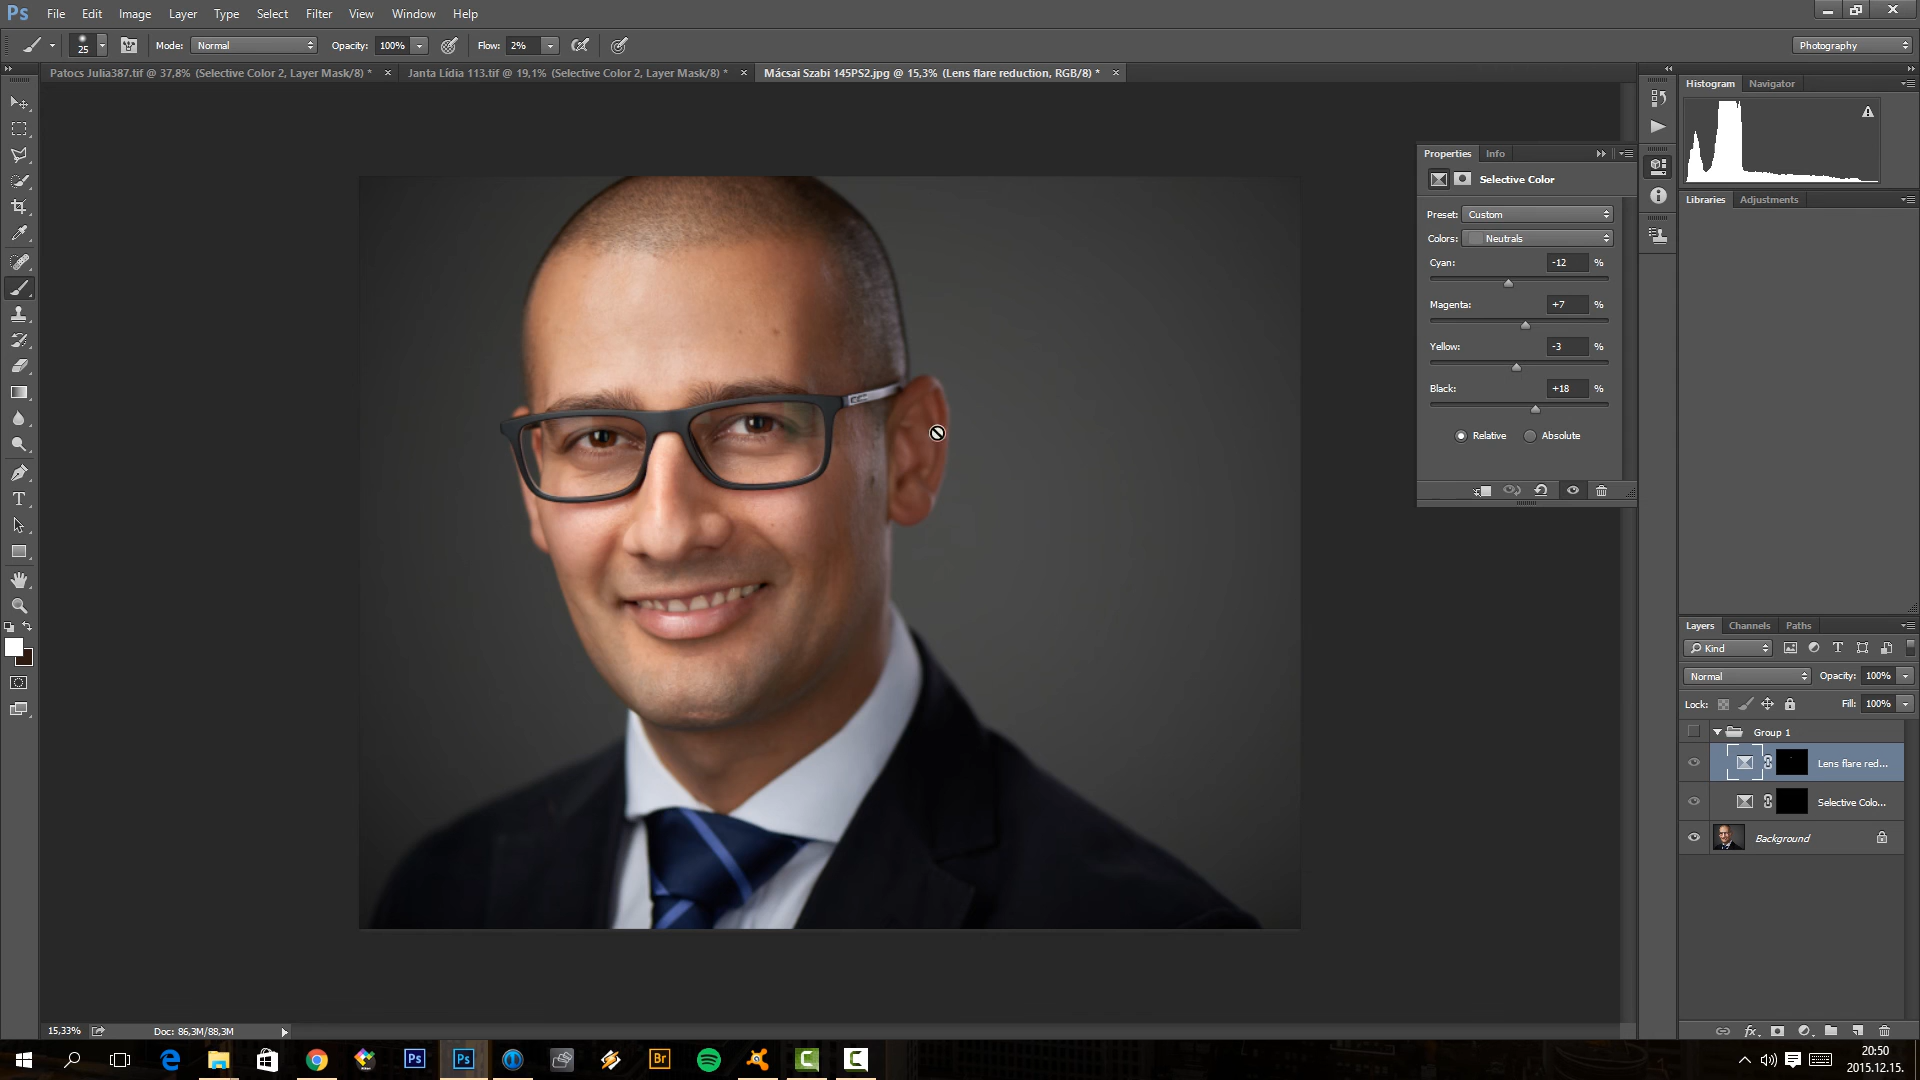 Ps File Edit Image Layer Type Select Filter View Window Help
25 Mode: Normal Opacity: 100% Flow: 2% Photography
Patocs Julia387.tif @ 37,8% (Selective Color 2, Layer Mask/8) * × Janta Lídia 113.tif @ 19,1% (Selective Color 2, Layer Mask/8) * × Mácsai Szabi 145PS2.jpg @ 15,3% (Lens flare reduction, RGB/8) * ×
Histogram Navigator
Properties Info
Selective Color
Libraries Adjustments
Preset: Custom
Colors: Neutrals
Cyan: -12 %
Magenta: +7 %
Yellow: -3 %
Black: +18 %
Relative Absolute
Layers Channels Paths
Kind
Normal Opacity: 100%
Lock: Fill: 100%
Group 1
Lens flare red...
Selective Colo...
Background
15,33% Doc: 86,3M/88,3M
Ps Ps Br C C
20:50
2015.12.15.